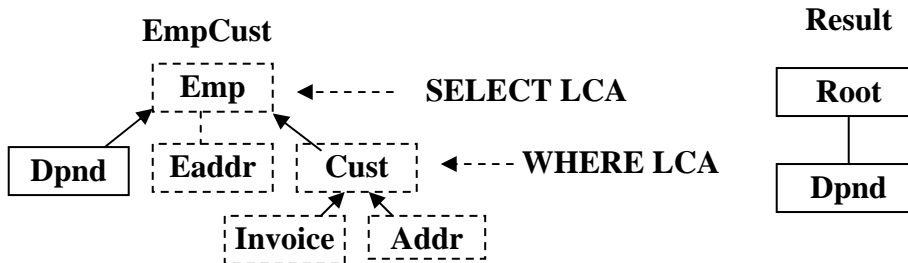 EmpCust
Result
Emp
SELECT LCA
Root
Dpnd
Eaddr
Cust
WHERE LCA
Dpnd
Invoice
Addr